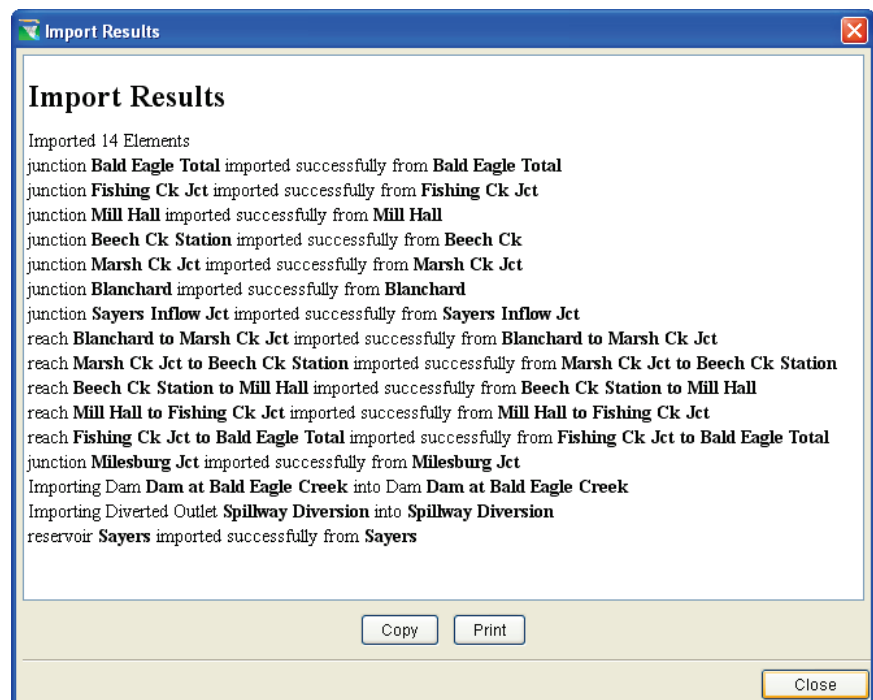 Import Results
Import Results
Imported 14 Elements
junction Bald Eagle Total imported successfully from Bald Eagle Total
junction Fishing Ck Jct imported successfully from Fishing Ck Jct
junction Mill Hall imported successfully from Mill Hall
junction Beech Ck Station imported successfully from Beech Ck
junction Marsh Ck Jct imported successfully from Marsh Ck Jct
junction Blanchard imported successfully from Blanchard
junction Sayers Inflow Jct imported successfully from Sayers Inflow Jct
reach Blanchard to Marsh Ck Jct imported successfully from Blanchard to Marsh Ck Jct
reach Marsh Ck Jct to Beech Ck Station imported successfully from Marsh Ck Jct to Beech Ck Station
reach Beech Ck Station to Mill Hall imported successfully from Beech Ck Station to Mill Hall
reach Mill Hall to Fishing Ck Jct imported successfully from Mill Hall to Fishing Ck Jct
reach Fishing Ck Jct to Bald Eagle Total imported successfully from Fishing Ck Jct to Bald Eagle Total
junction Milesburg Jct imported successfully from Milesburg Jct
Importing Dam Dam at Bald Eagle Creek into Dam Dam at Bald Eagle Creek
Importing Diverted Outlet Spillway Diversion into Spillway Diversion
reservoir Sayers imported successfully from Sayers
Copy Print
Close